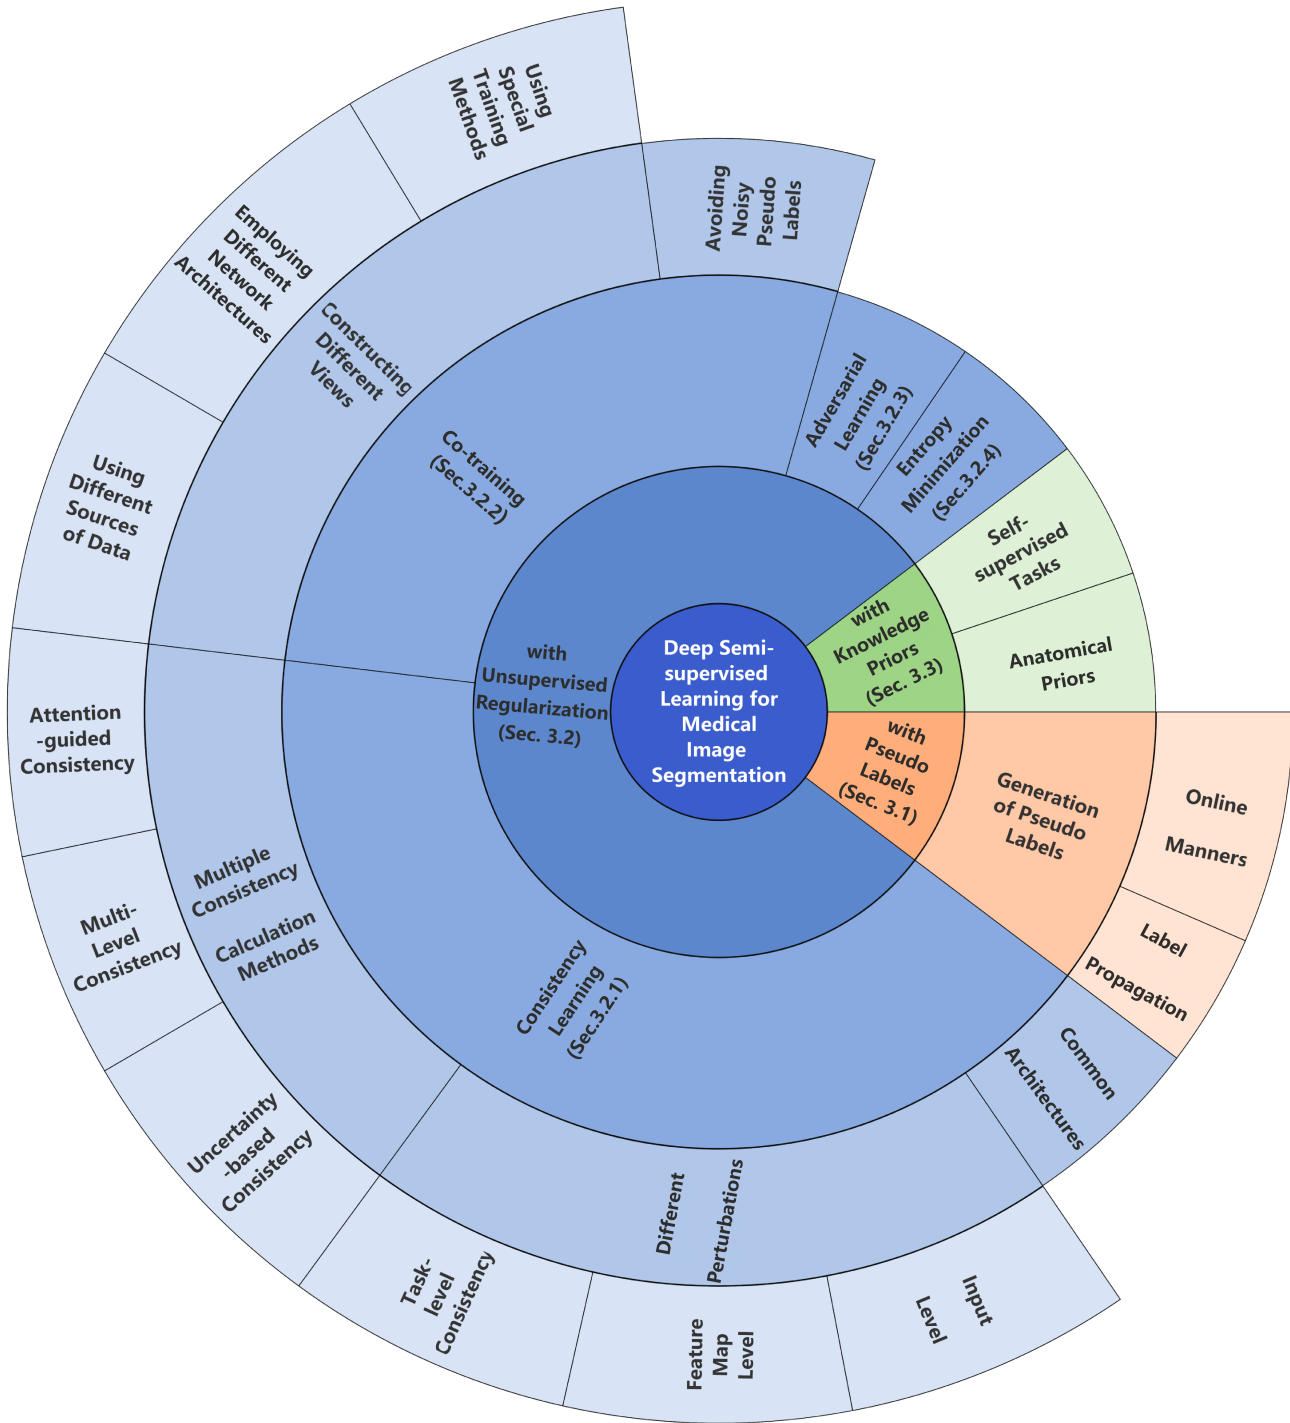 Deep Semi-
supervised
Learning for
Medical
Image
Segmentation
with
Pseudo
Labels
(Sec. 3.1)
Generation
of Pseudo
Labels
Online
Manners
Label
Propagation
with
Unsupervised
Regularization
(Sec. 3.2)
Consistency
Learning
(Sec.3.2.1)
Common
Architectures
Different
Perturbations
Input
Level
Feature
Map
Level
Task-
level
Consistency
Multiple
Consistency
Calculation
Methods
Uncertainty
-based
Consistency
Multi-
Level
Consistency
Attention
-guided
Consistency
Co-training
(Sec.3.2.2)
Constructing
Different
Views
Using
Different
Sources
of Data
Employing
Different
Network
Architectures
Using
Special
Training
Methods
Avoiding
Noisy
Pseudo
Labels
Adversarial
Learning
(Sec.3.2.3)
Entropy
Minimization
(Sec.3.2.4)
with
Knowledge
Priors
(Sec. 3.3)
Self-
supervised
Tasks
Anatomical
Priors